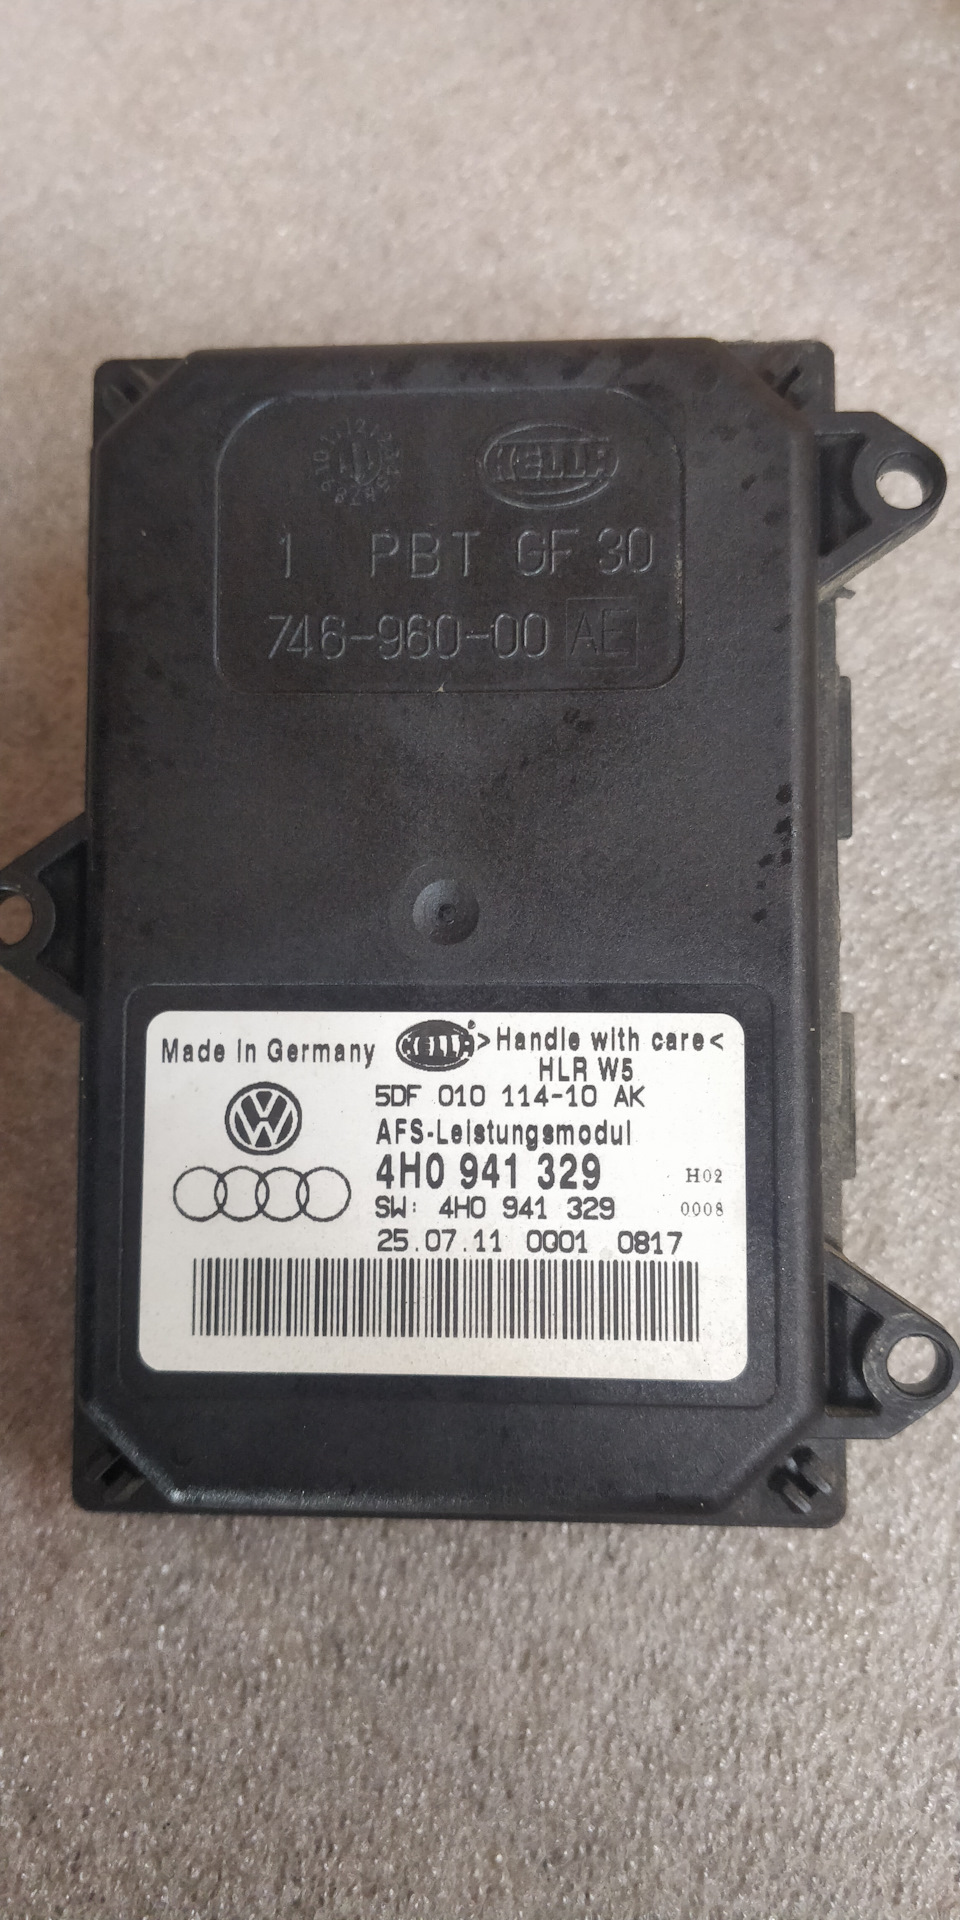 HELLA
1 PBT GF 30
746-960-00 AE
Made in Germany HELLA >Handle with care<
HLR W5
5DF 010 114-10 AK
AFS-Leistungsmodul
4H0 941 329 H02
SW: 4H0 941 329 0008
25.07.11 0001 0817